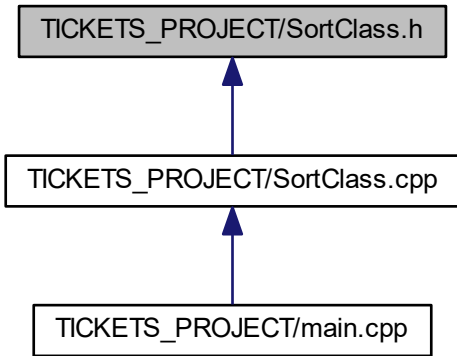 TICKETS_PROJECT/SortClass.h
TICKETS_PROJECT/SortClass.cpp
TICKETS_PROJECT/main.cpp